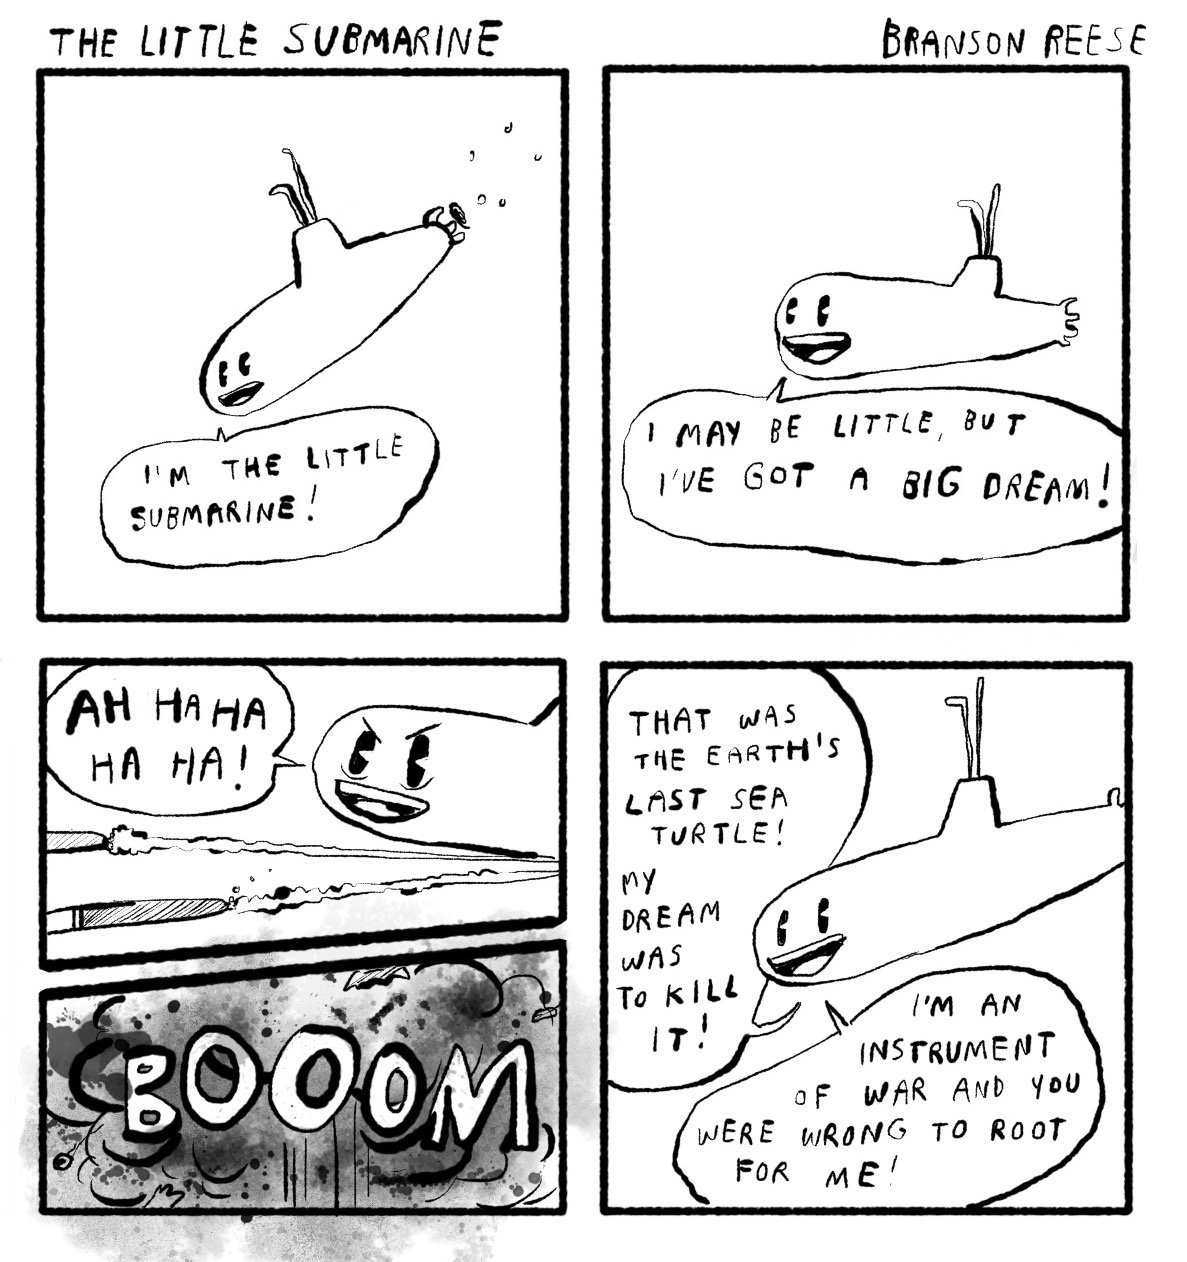 THE LITTLE SUBMARINE
BRANSON REESE
I'M THE LITTLE
SUBMARINE!
I MAY BE LITTLE, BUT
I'VE GOT A BIG DREAM!
AH HA HA
HA HA!
BOOOM
THAT WAS
THE EARTH'S
LAST SEA
TURTLE!
MY
DREAM
WAS
TO KILL
IT!
I'M AN
INSTRUMENT
OF WAR AND YOU
WERE WRONG TO ROOT
FOR ME!